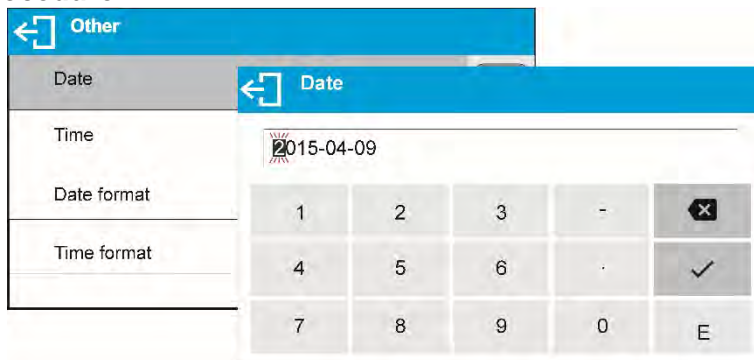 Other
Date
Time
Date format
Time format
Date
2015-04-09
1 2 3 -
4 5 6 .
7 8 9 0 E